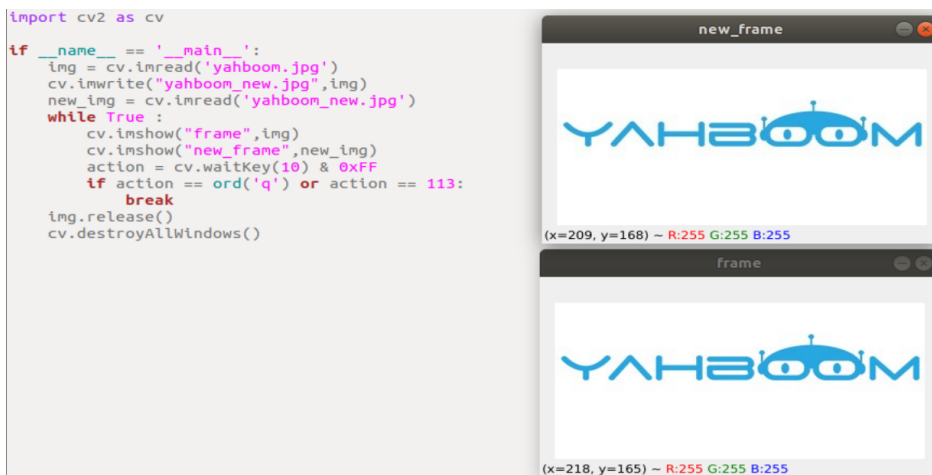 import cv2 as cv
if __name__ == '__main__':
    img = cv.imread('yahboom.jpg')
    cv.imwrite("yahboom_new.jpg",img)
    new_img = cv.imread('yahboom_new.jpg')
    while True :
        cv.imshow("frame",img)
        cv.imshow("new_frame",new_img)
        action = cv.waitKey(10) & 0xFF
        if action == ord('q') or action == 113:
            break
    img.release()
    cv.destroyAllWindows()
new_frame
YAHBOOM
(x=209, y=168) ~ R:255 G:255 B:255
frame
YAHBOOM
(x=218, y=165) ~ R:255 G:255 B:255